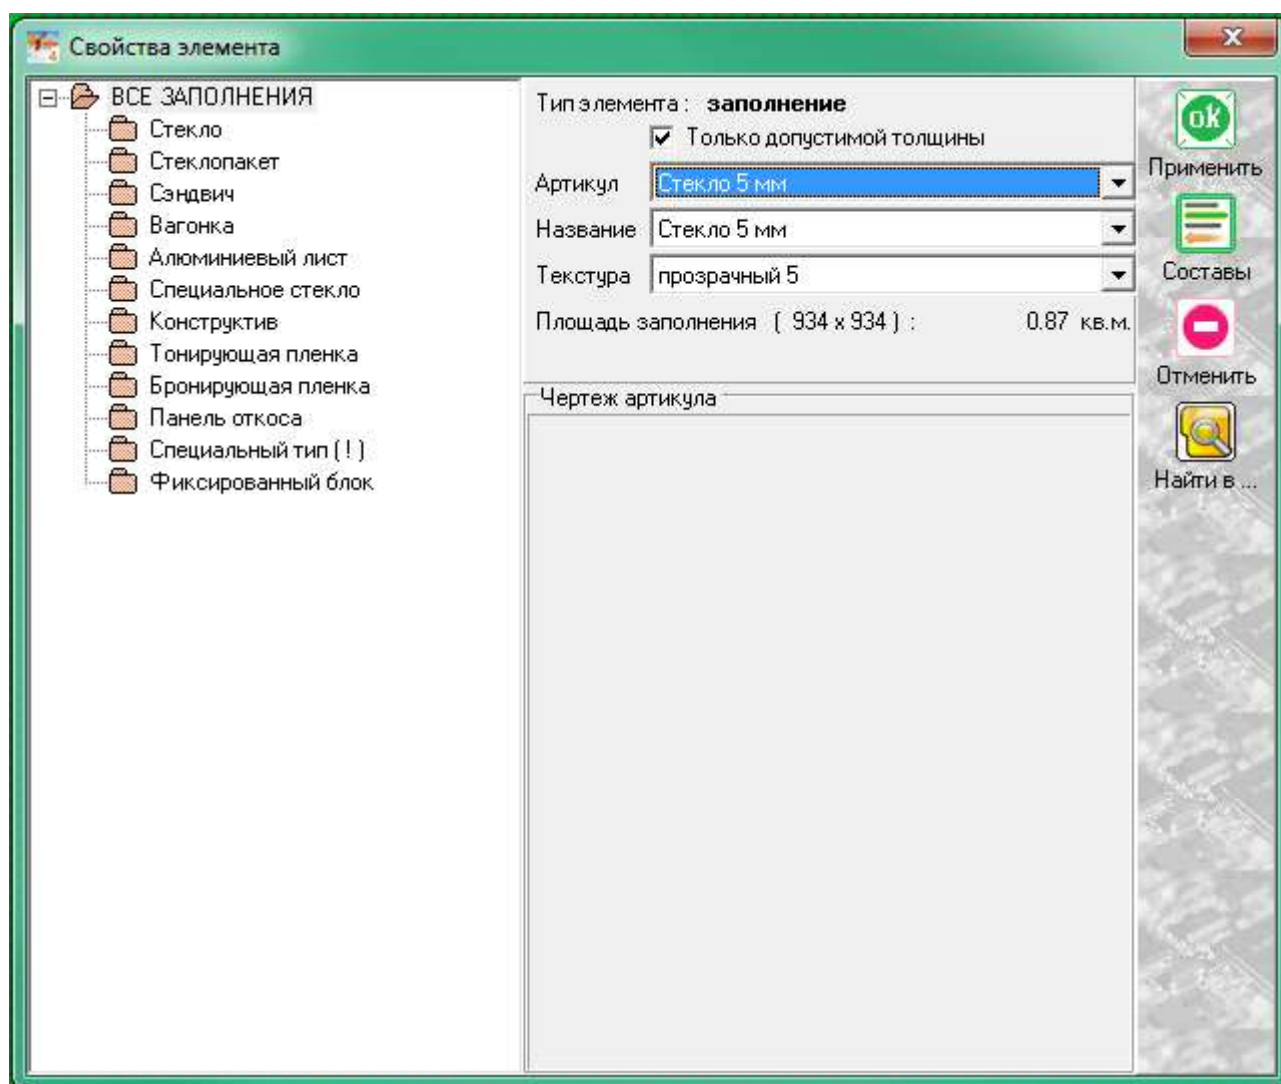 Свойства элемента
ВСЕ ЗАПОЛНЕНИЯ
Стекло
Стеклопакет
Сэндвич
Вагонка
Алюминиевый лист
Специальное стекло
Конструктив
Тонирующая пленка
Бронирующая пленка
Панель откоса
Специальный тип ( ! )
Фиксированный блок
Тип элемента : заполнение
Только допустимой толщины
Артикул Стекло 5 мм
Название Стекло 5 мм
Текстура прозрачный 5
Площадь заполнения ( 934 x 934 ) : 0.87 кв.м.
Чертеж артикула
ok
Применить
Составы
Отменить
Найти в ...